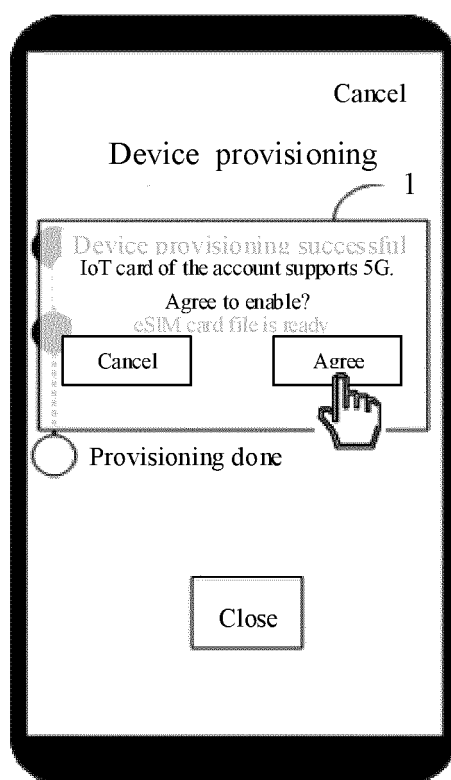 Cancel
Device provisioning
1
Device provisioning successful
IoT card of the account supports 5G.
Agree to enable?
eSIM card file is ready
Cancel
Agree
Provisioning done
Close